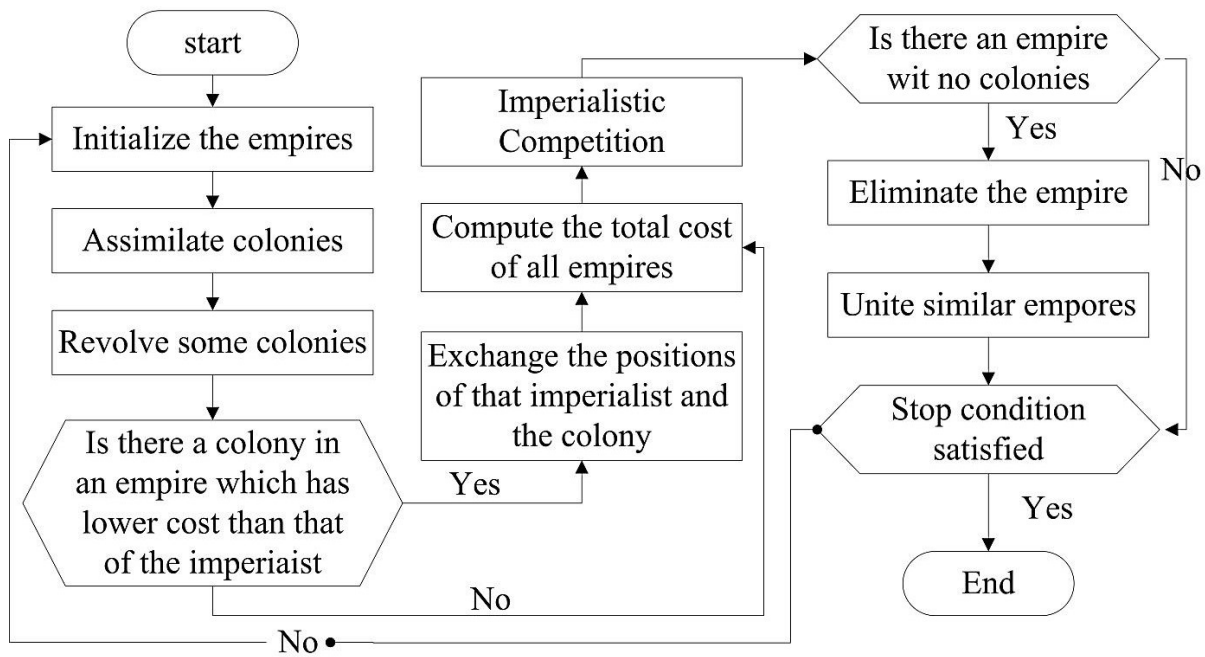 start
Initialize the empires
Assimilate colonies
Revolve some colonies
Is there a colony in
an empire which has
lower cost than that
of the imperiaist
Yes
No
No
Exchange the positions
of that imperialist and
the colony
Compute the total cost
of all empires
Imperialistic
Competition
Is there an empire
wit no colonies
Yes
No
Eliminate the empire
Unite similar empores
Stop condition
satisfied
Yes
End